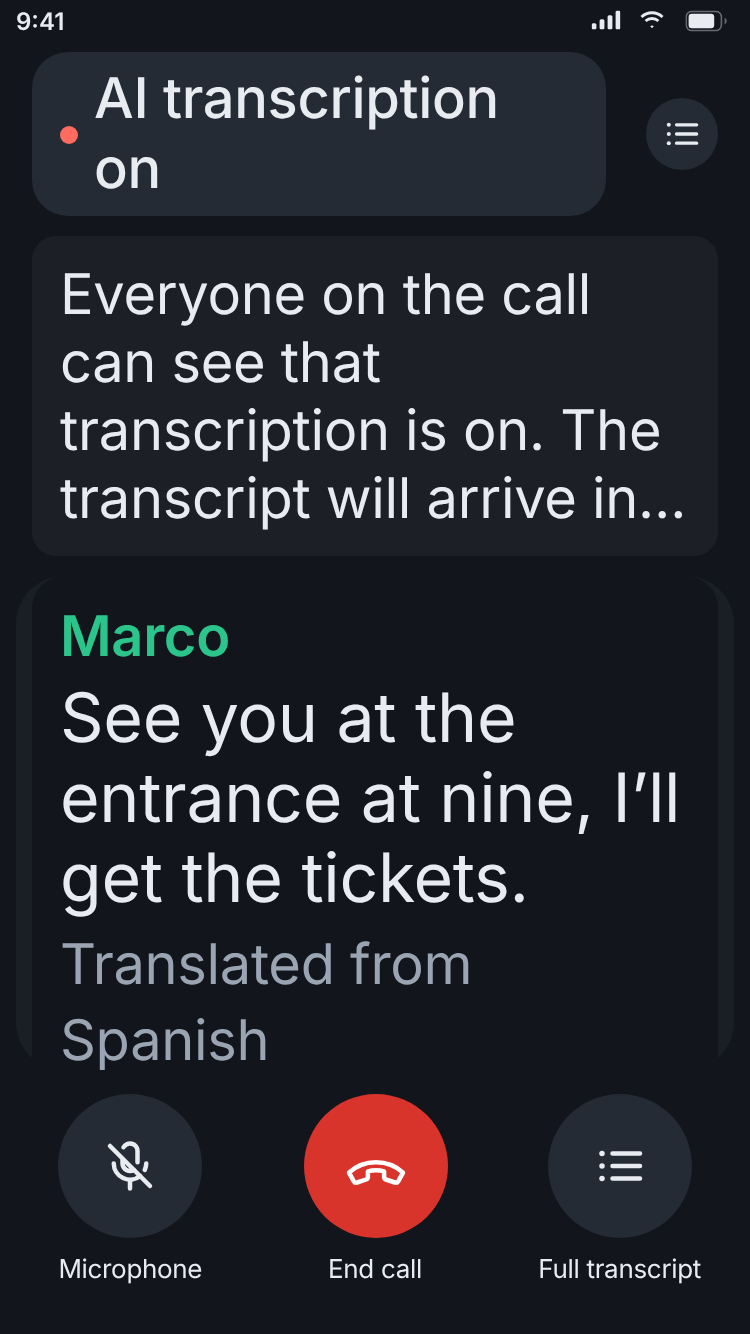 9:41
AI transcription
on
Everyone on the call
can see that
transcription is on. The
transcript will arrive in…
Marco
See you at the
entrance at nine, I’ll
get the tickets.
Translated from
Spanish
Microphone
End call
Full transcript